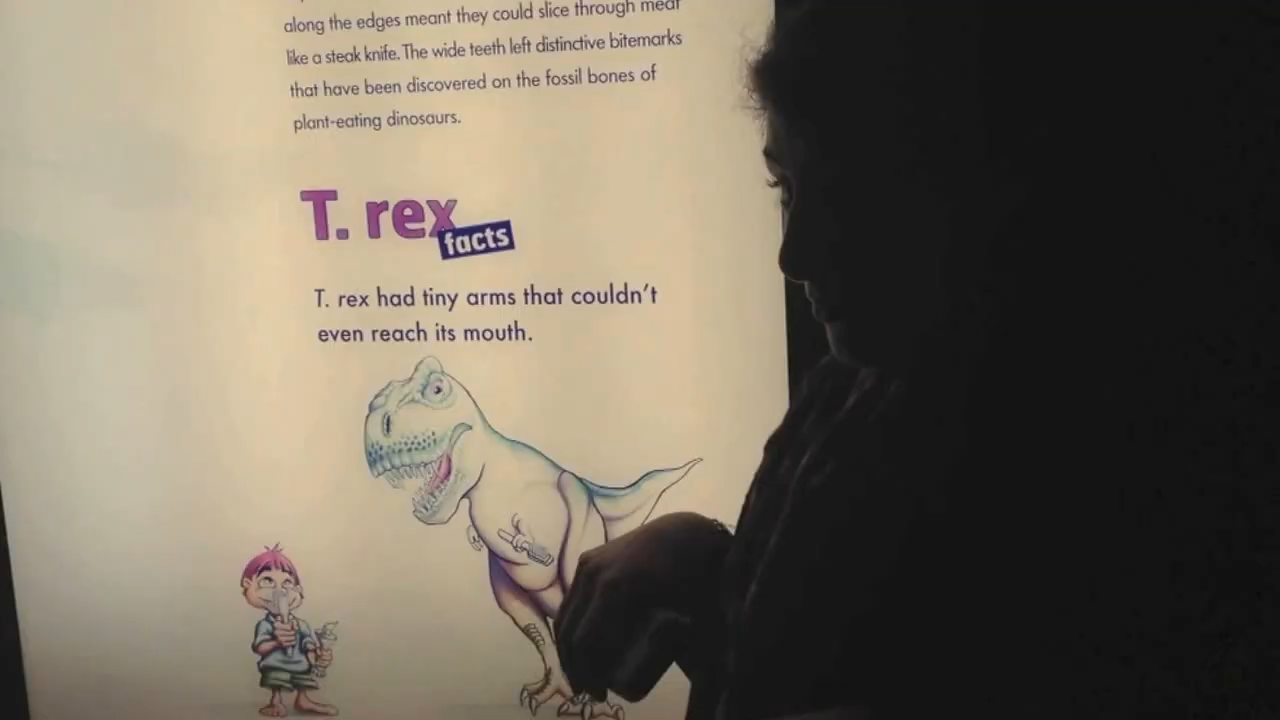 along the edges meant they could slice through meat
like a steak knife. The wide teeth left distinctive bitemarks
that have been discovered on the fossil bones of
plant-eating dinosaurs.
T. rex
facts
T. rex had tiny arms that couldn't
even reach its mouth.